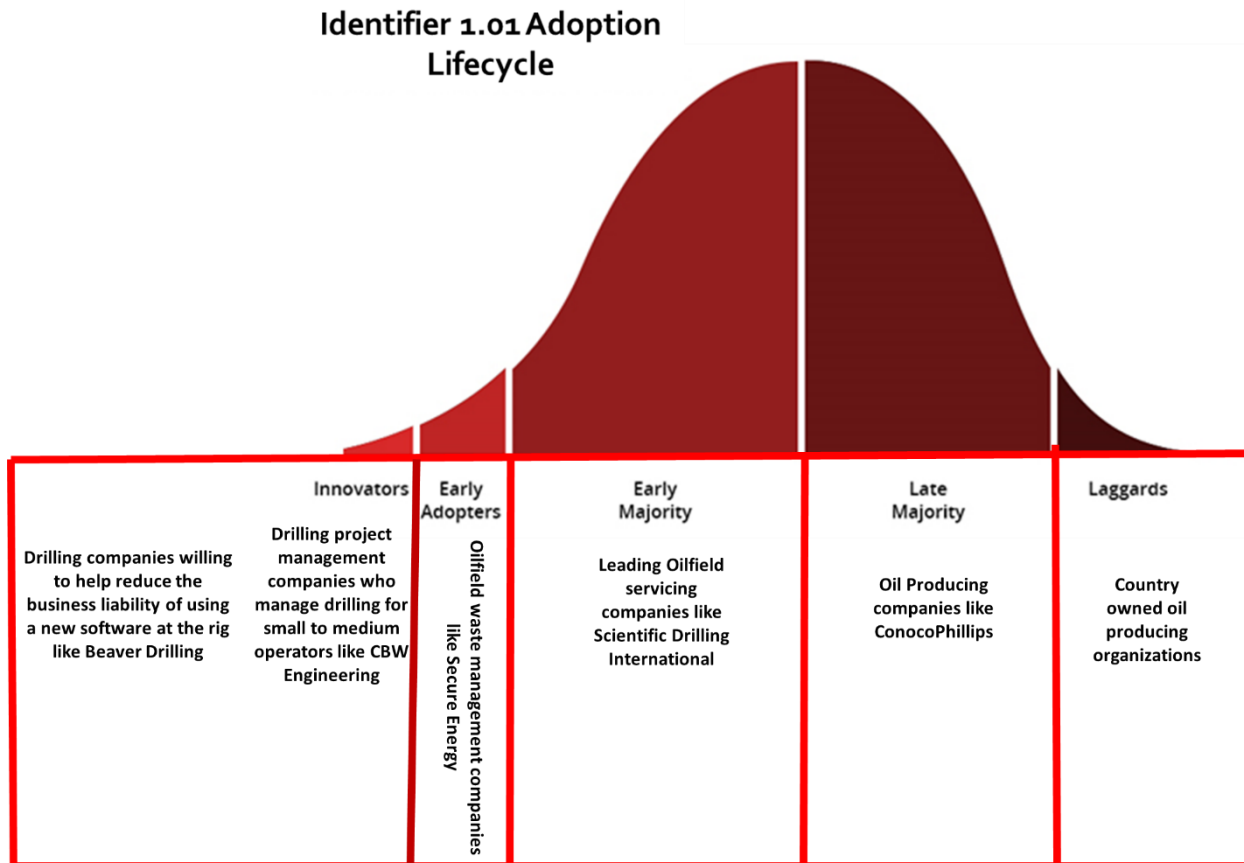 Identifier 1.01 Adoption
Lifecycle
Innovators
Drilling companies willing
to help reduce the
business liability of using
a new software at the rig
like Beaver Drilling
Drilling project
management
companies who
manage drilling for
small to medium
operators like CBW
Engineering
Early
Adopters
Oilfield waste management companies
like Secure Energy
Early
Majority
Leading Oilfield
servicing
companies like
Scientific Drilling
International
Late
Majority
Oil Producing
companies like
ConocoPhillips
Laggards
Country
owned oil
producing
organizations